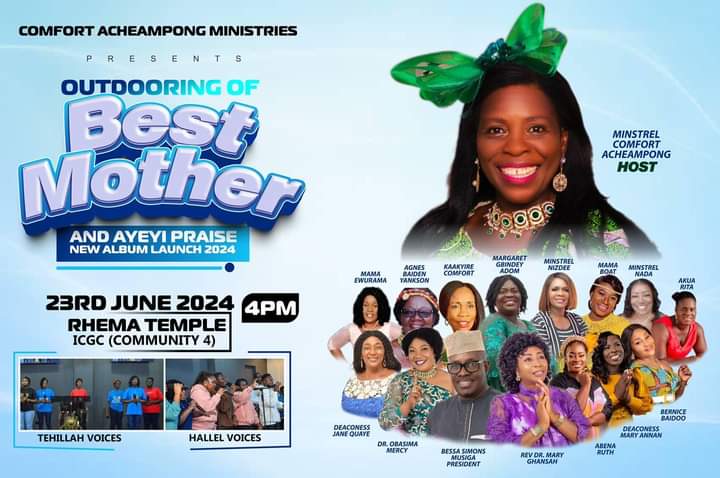 COMFORT ACHEAMPONG MINISTRIES
PRESENTS
OUTDOORING OF
Best
Mother
AND AYEYI PRAISE
NEW ALBUM LAUNCH 2024
23RD JUNE 2024 4PM
RHEMA TEMPLE
ICGC (COMMUNITY 4)
TEHILLAH VOICES
HALLEL VOICES
MINSTREL
COMFORT
ACHEAMPONG
HOST
MAMA
EWURAMA
AGNES
BAIDEN
YANKSON
KAAKYIRE
COMFORT
MARGARET
GBINDEY
ADOM
MINSTREL
NIZDEE
MAMA
BOAT
MINSTREL
NADA
AKUA
RITA
DEACONESS
JANE QUAYE
DR. OBASIMA
MERCY
BESSA SIMONS
MUSIGA
PRESIDENT
REV DR. MARY
GHANSAH
ABENA
RUTH
DEACONESS
MARY ANNAN
BERNICE
BAIDOO